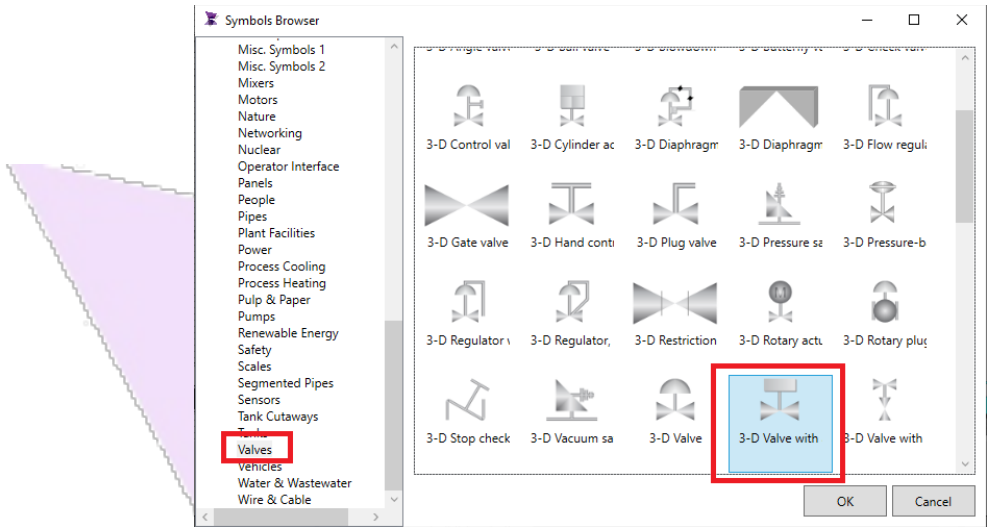 Symbols Browser
Misc. Symbols 1
Misc. Symbols 2
Mixers
Motors
Nature
Networking
Nuclear
Operator Interface
Panels
People
Pipes
Plant Facilities
Power
Process Cooling
Process Heating
Pulp & Paper
Pumps
Renewable Energy
Safety
Scales
Segmented Pipes
Sensors
Tank Cutaways
Tanks
Valves
Vehicles
Water & Wastewater
Wire & Cable
3-D Control val
3-D Cylinder ac
3-D Diaphragm
3-D Diaphragm
3-D Flow regula
3-D Gate valve
3-D Hand contr
3-D Plug valve
3-D Pressure sa
3-D Pressure-b
3-D Regulator v
3-D Regulator,
3-D Restriction
3-D Rotary actu
3-D Rotary plug
3-D Stop check
3-D Vacuum sa
3-D Valve
3-D Valve with
3-D Valve with
OK
Cancel